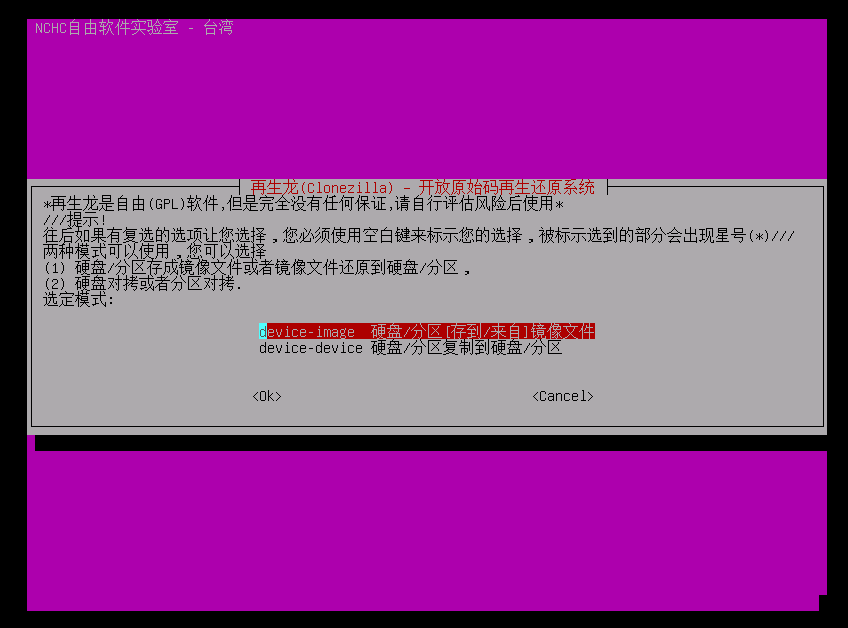 NCHC自由软件实验室 - 台湾
再生龙(Clonezilla) - 开放原始码再生还原系统
*再生龙是自由(GPL)软件,但是完全没有任何保证,请自行评估风险后使用*
///提示!
往后如果有复选的选项让您选择,您必须使用空白键来标示您的选择,被标示选到的部分会出现星号(*)///
两种模式可以使用,您可以选择
(1) 硬盘/分区存成镜像文件或者镜像文件还原到硬盘/分区,
(2) 硬盘对拷或者分区对拷.
选定模式:
device-image 硬盘/分区[存到/来自]镜像文件
device-device 硬盘/分区复制到硬盘/分区
<Ok> <Cancel>